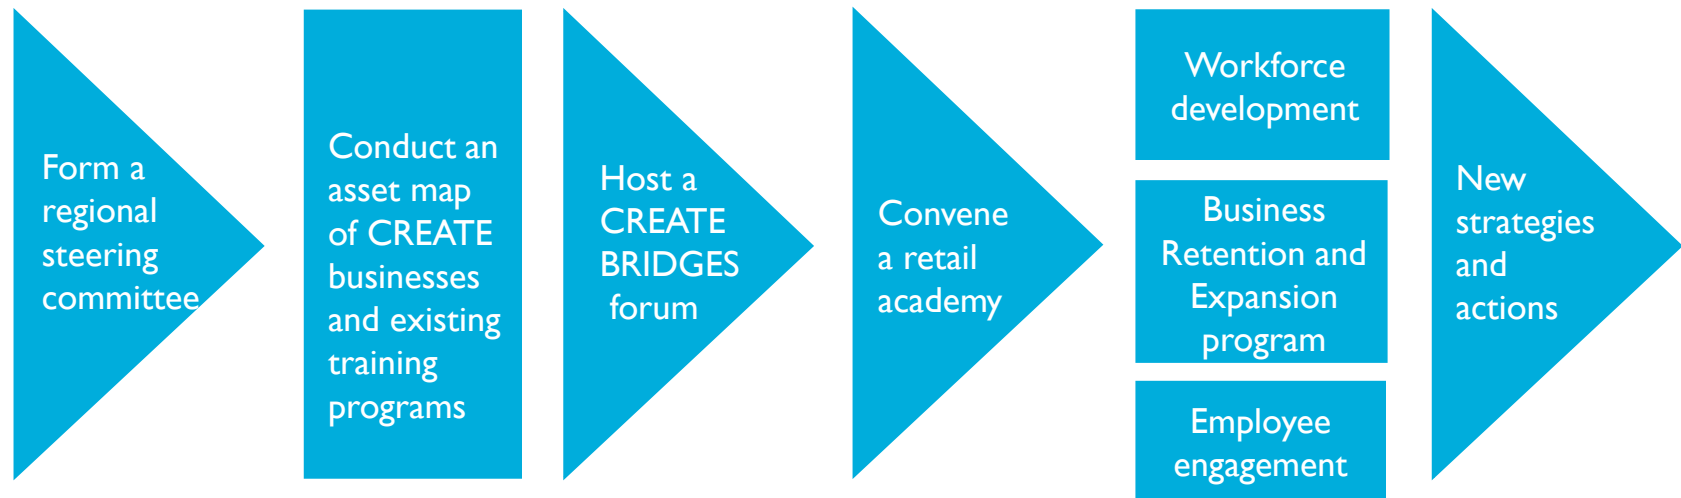 Form a
regional
steering
committee
Conduct an
asset map
of CREATE
businesses
and existing
training
programs
Host a
CREATE
BRIDGES
forum
Convene
a retail
academy
Workforce
development
Business
Retention and
Expansion
program
Employee
engagement
New
strategies
and
actions